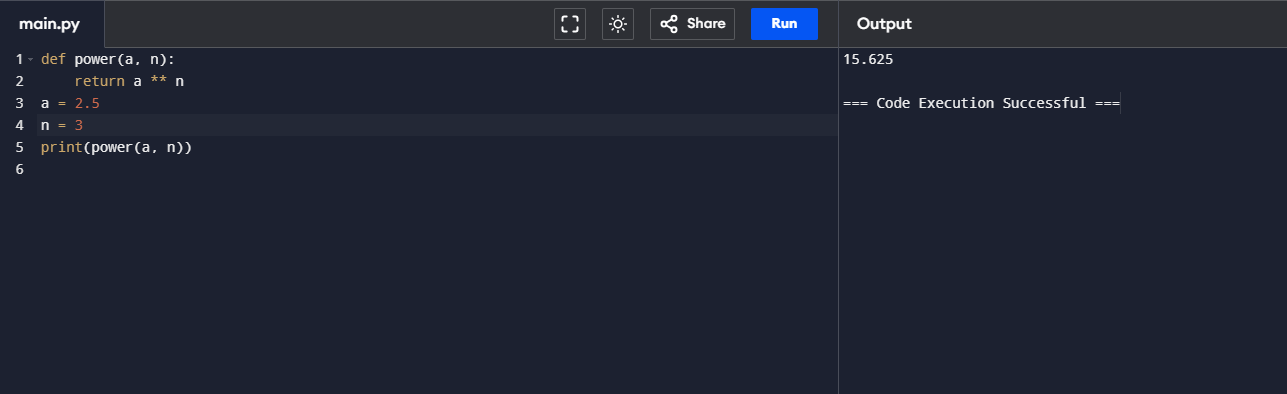 main.py
Share
Run
Output
1 def power(a, n):
2     return a ** n
3 a = 2.5
4 n = 3
5 print(power(a, n))
6
15.625
=== Code Execution Successful ===